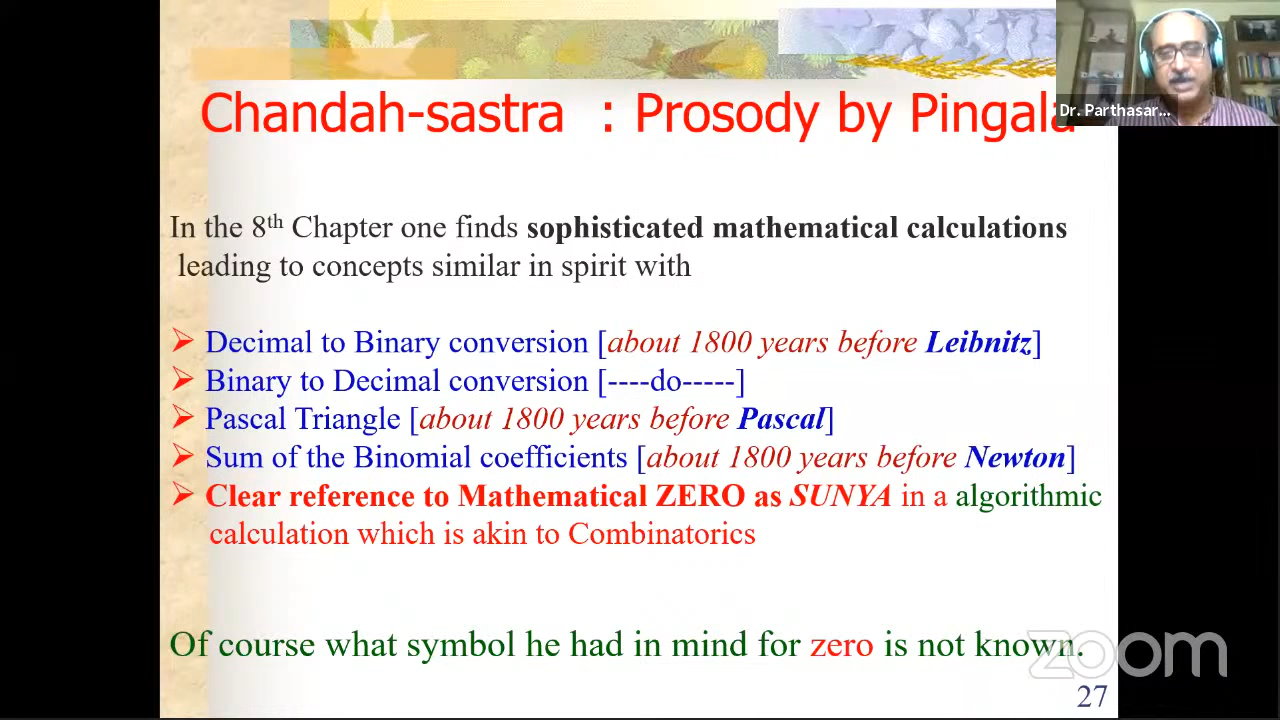 Chandah-sastra : Prosody by Pingala
Dr. Parthasar...
In the 8th Chapter one finds sophisticated mathematical calculations
leading to concepts similar in spirit with
➢ Decimal to Binary conversion [about 1800 years before Leibnitz]
➢ Binary to Decimal conversion [----do-----]
➢ Pascal Triangle [about 1800 years before Pascal]
➢ Sum of the Binomial coefficients [about 1800 years before Newton]
➢ Clear reference to Mathematical ZERO as SUNYA in a algorithmic
calculation which is akin to Combinatorics
Of course what symbol he had in mind for zero is not known.
zoom
27